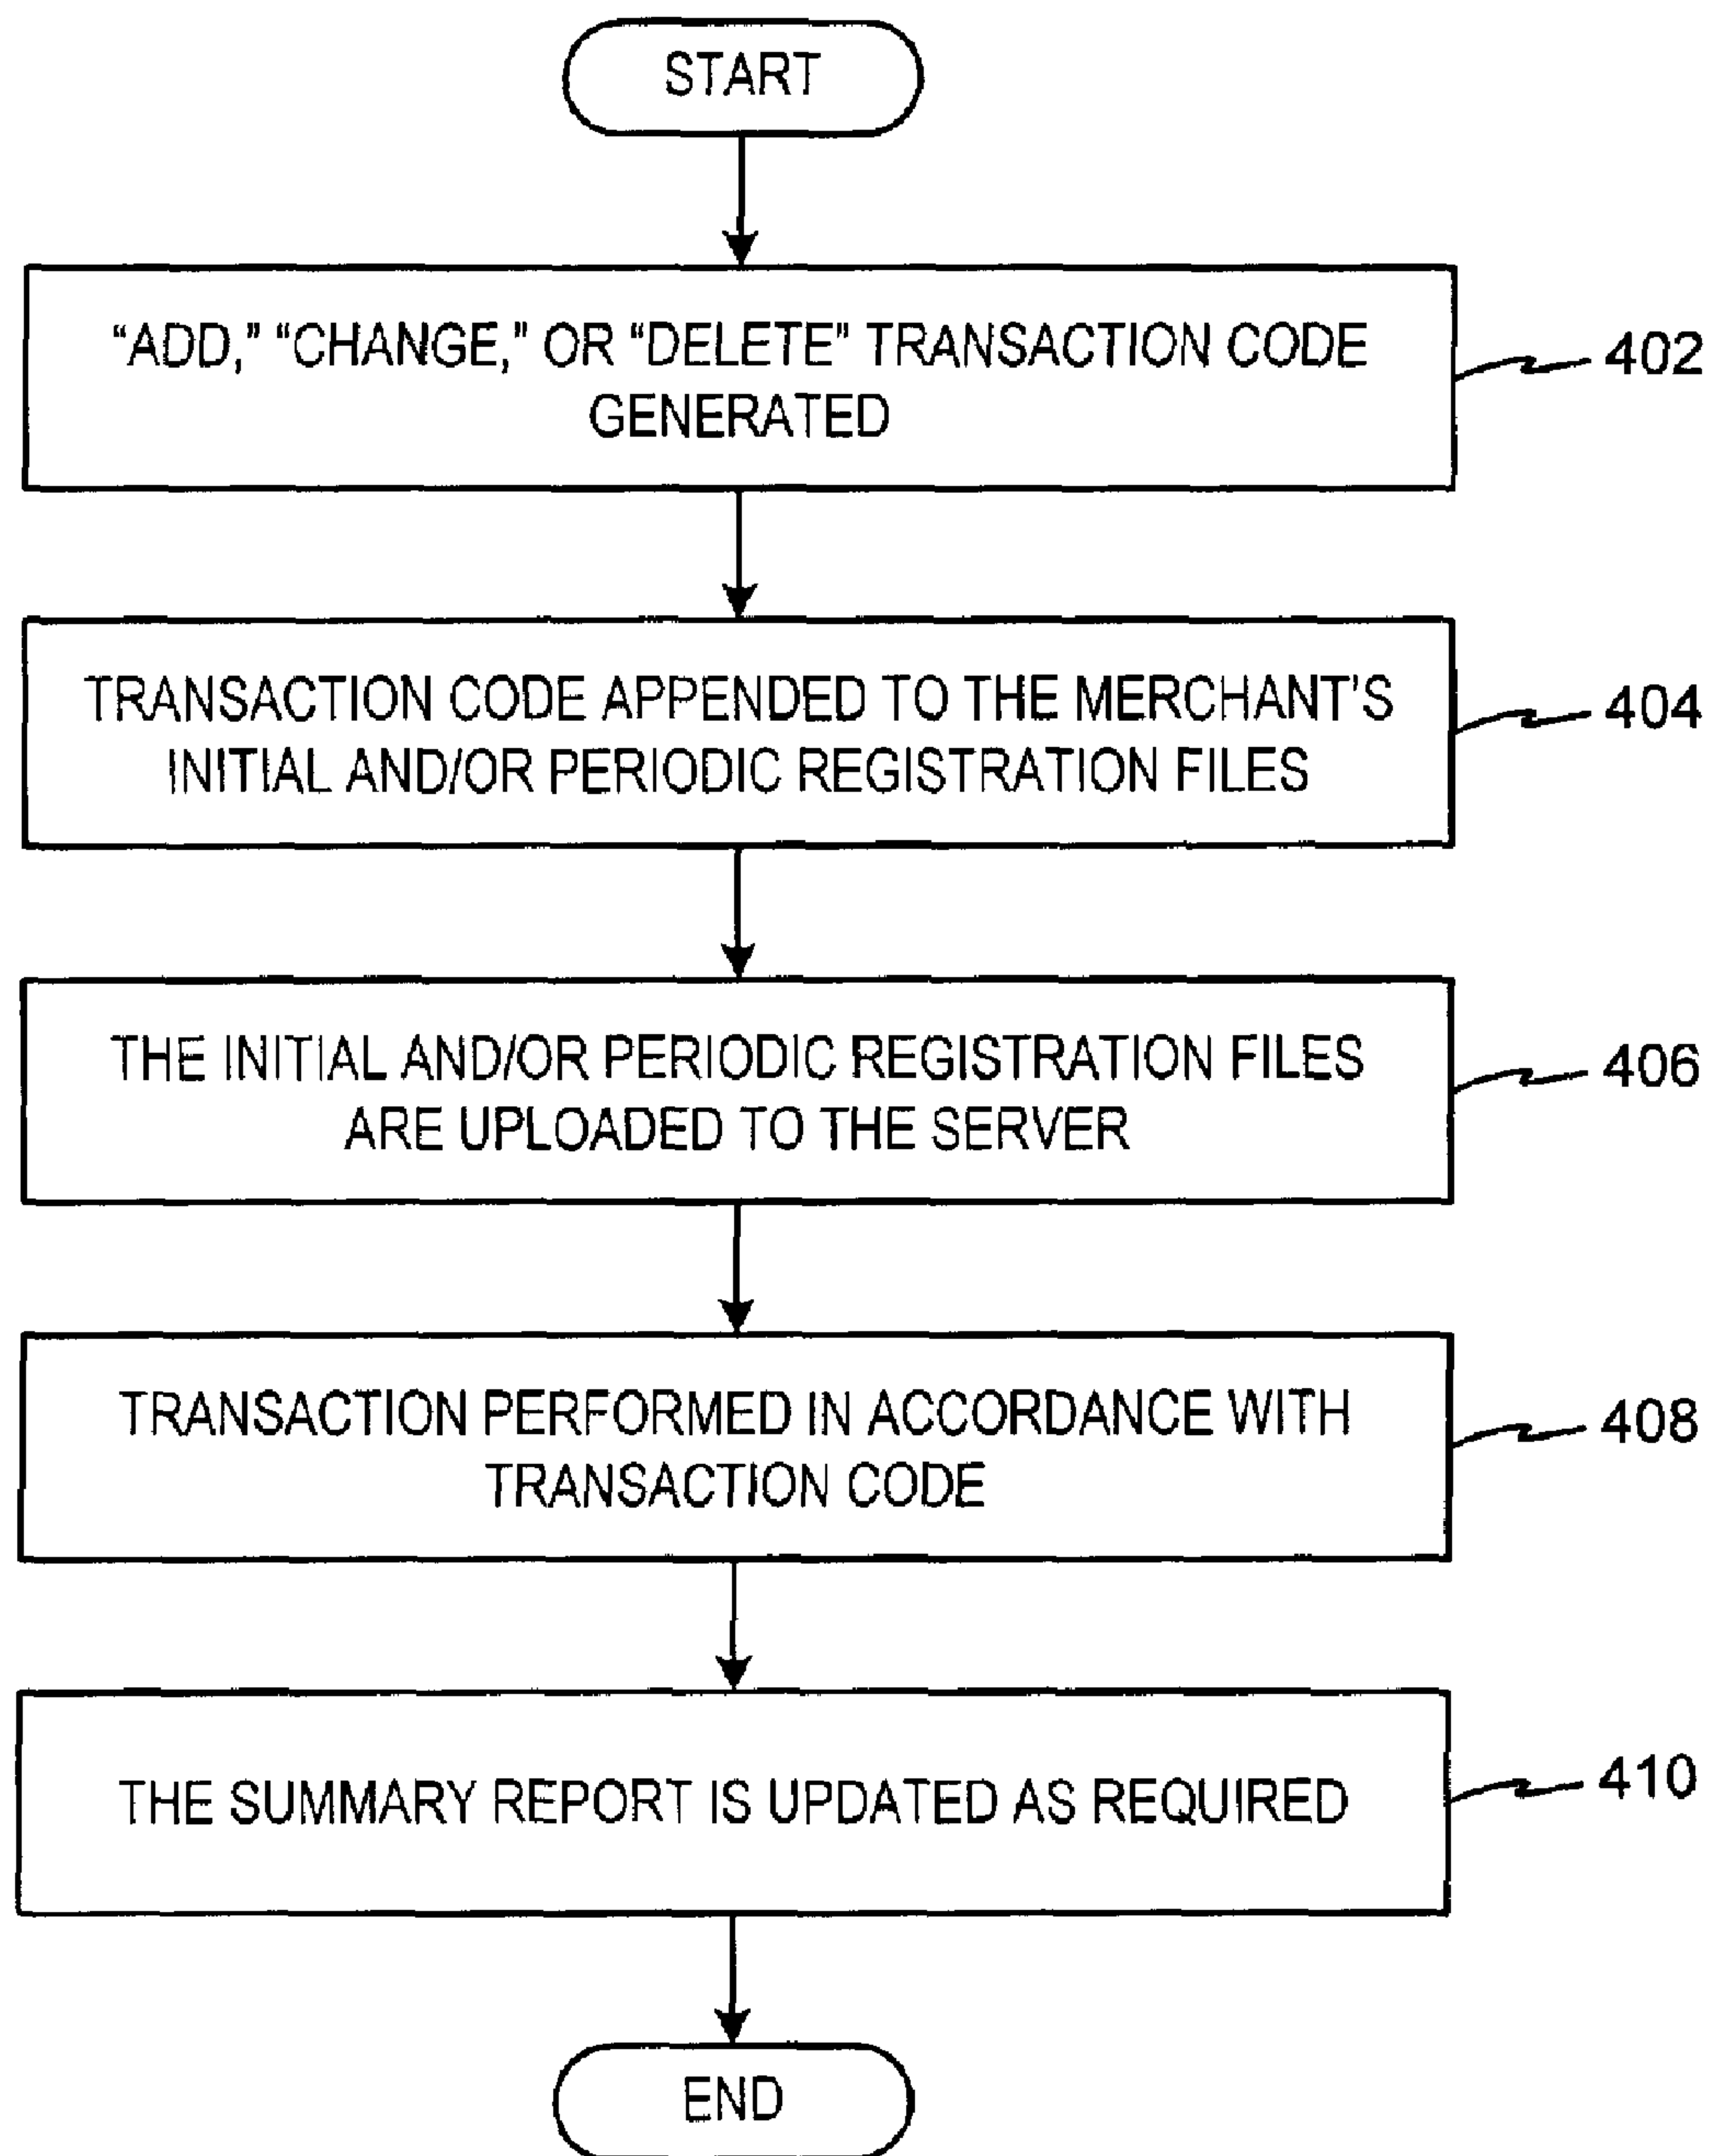 START
“ADD,” “CHANGE,” OR “DELETE” TRANSACTION CODE
GENERATED
402
TRANSACTION CODE APPENDED TO THE MERCHANT’S
INITIAL AND/OR PERIODIC REGISTRATION FILES
404
THE INITIAL AND/OR PERIODIC REGISTRATION FILES
ARE UPLOADED TO THE SERVER
406
TRANSACTION PERFORMED IN ACCORDANCE WITH
TRANSACTION CODE
408
THE SUMMARY REPORT IS UPDATED AS REQUIRED
410
END